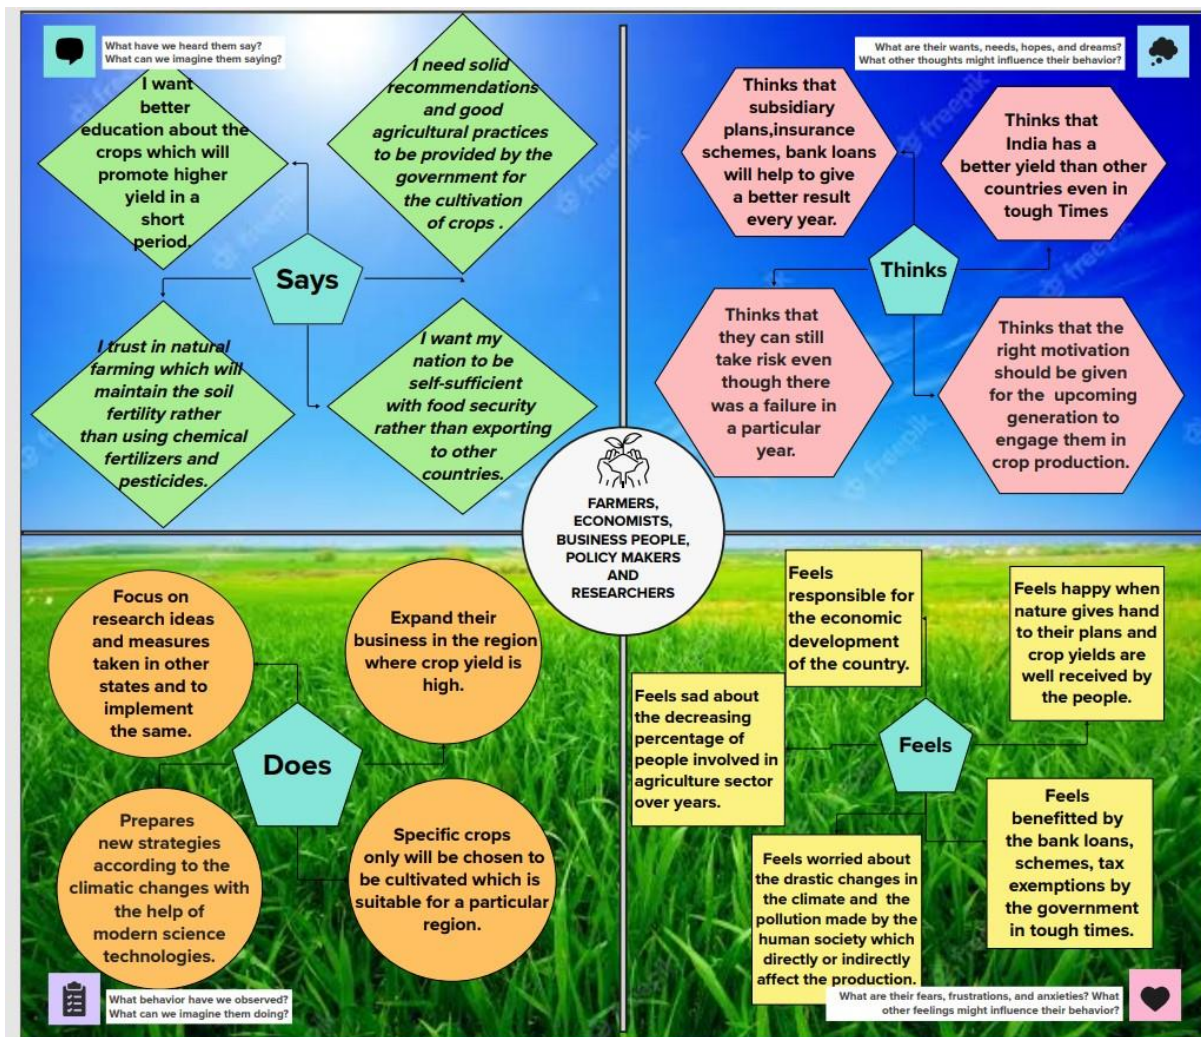 What have we heard them say?
What can we imagine them saying?
I want
better
education about the
crops which will
promote higher
yield in a
short
period.
I need solid
recommendations
and good
agricultural practices
to be provided by the
government for
the cultivation
of crops .
Says
I trust in natural
farming which will
maintain the soil
fertility rather
than using chemical
fertilizers and
pesticides.
I want my
nation to be
self-sufficient
with food security
rather than exporting
to other
countries.
What are their wants, needs, hopes, and dreams?
What other thoughts might influence their behavior?
Thinks that
subsidiary
plans,insurance
schemes, bank loans
will help to give
a better result
every year.
Thinks that
India has a
better yield than other
countries even in
tough Times
Thinks
Thinks that
they can still
take risk even
though there
was a failure in
a particular
year.
Thinks that the
right motivation
should be given
for the upcoming
generation to
engage them in
crop production.
FARMERS,
ECONOMISTS,
BUSINESS PEOPLE,
POLICY MAKERS
AND
RESEARCHERS
Focus on
research ideas
and measures
taken in other
states and to
implement
the same.
Expand their
business in the region
where crop yield is
high.
Does
Prepares
new strategies
according to the
climatic changes with
the help of
modern science
technologies.
Specific crops
only will be chosen to
be cultivated which is
suitable for a particular
region.
What behavior have we observed?
What can we imagine them doing?
Feels
responsible for
the economic
development
of the country.
Feels happy when
nature gives hand
to their plans and
crop yields are
well received by
the people.
Feels sad about
the decreasing
percentage of
people involved in
agriculture sector
over years.
Feels
Feels worried about
the drastic changes in
the climate and the
pollution made by the
human society which
directly or indirectly
affect the production.
Feels
benefitted by
the bank loans,
schemes, tax
exemptions by
the government
in tough times.
What are their fears, frustrations, and anxieties? What
other feelings might influence their behavior?
freepik
freepik
freepik
freepik